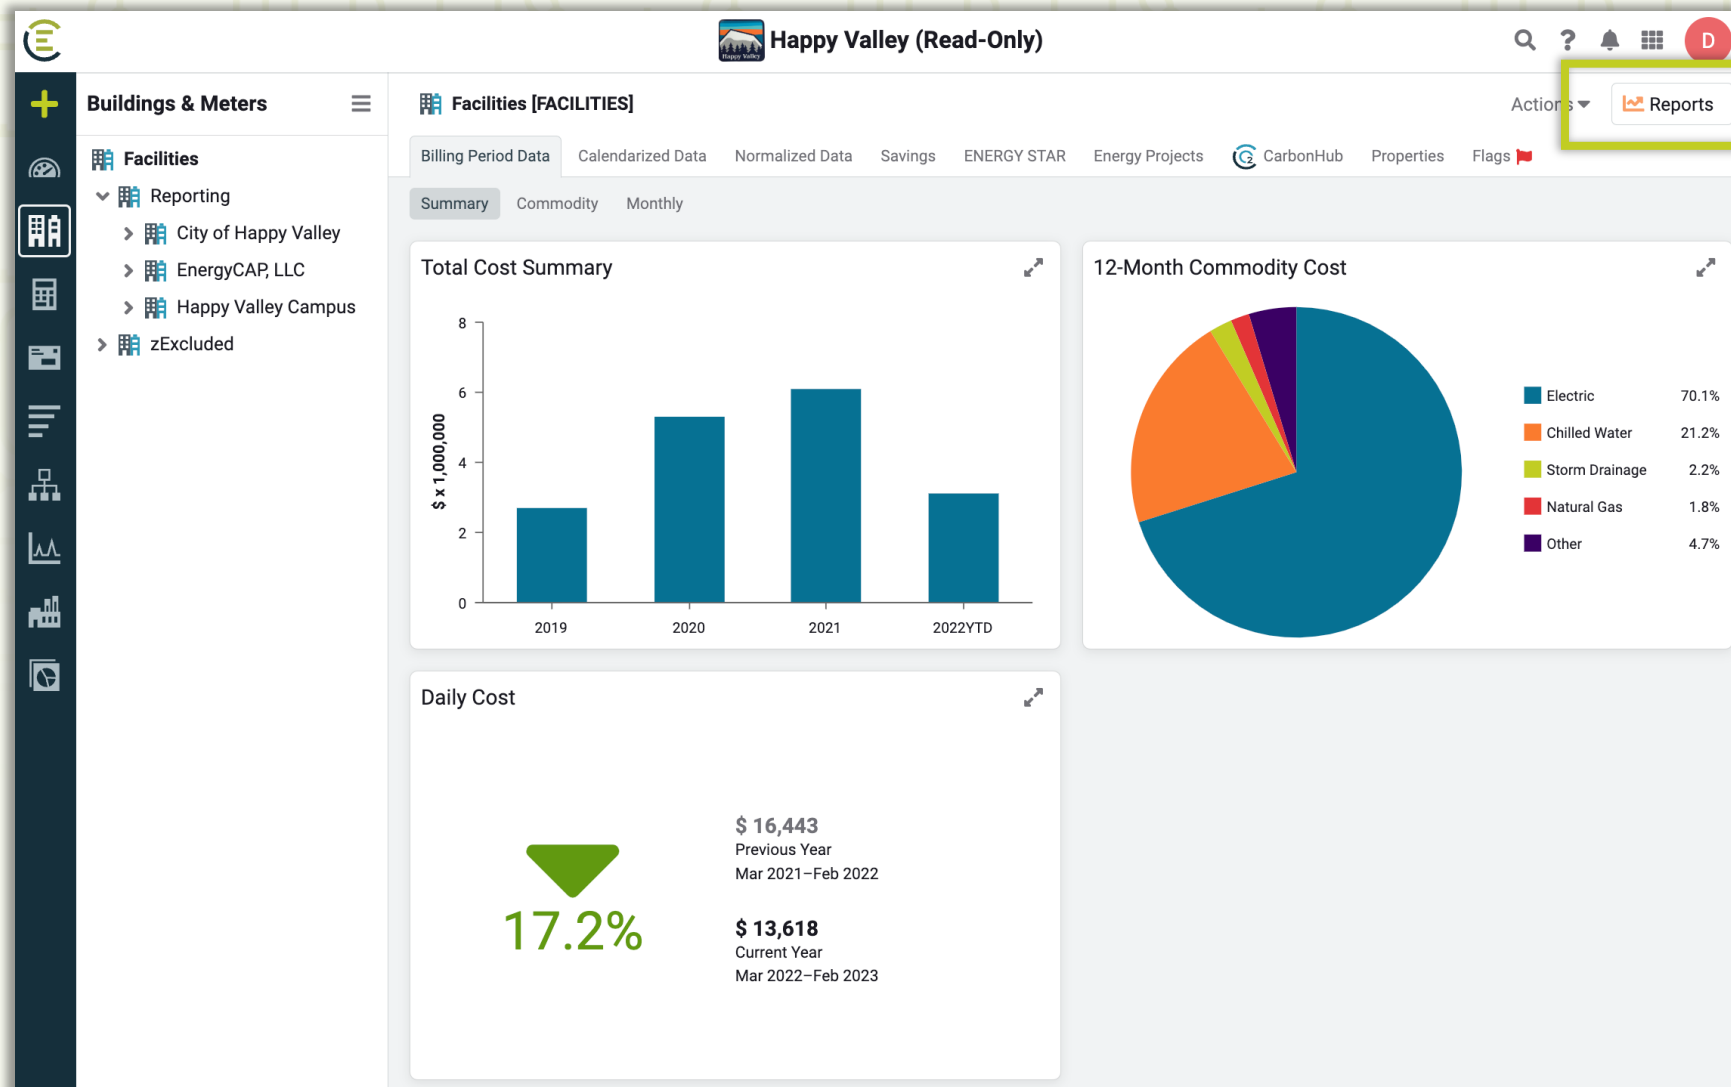 Happy Valley (Read-Only)
D
Buildings & Meters
Facilities [FACILITIES]
Actions
Reports
Facilities
Reporting
City of Happy Valley
EnergyCAP, LLC
Happy Valley Campus
zExcluded
Billing Period Data
Calendarized Data
Normalized Data
Savings
ENERGY STAR
Energy Projects
CarbonHub
Properties
Flags
Summary
Commodity
Monthly
Total Cost Summary
$ x 1,000,000
8
6
4
2
0
2019
2020
2021
2022YTD
12-Month Commodity Cost
Electric 70.1%
Chilled Water 21.2%
Storm Drainage 2.2%
Natural Gas 1.8%
Other 4.7%
Daily Cost
17.2%
$ 16,443
Previous Year
Mar 2021–Feb 2022
$ 13,618
Current Year
Mar 2022–Feb 2023